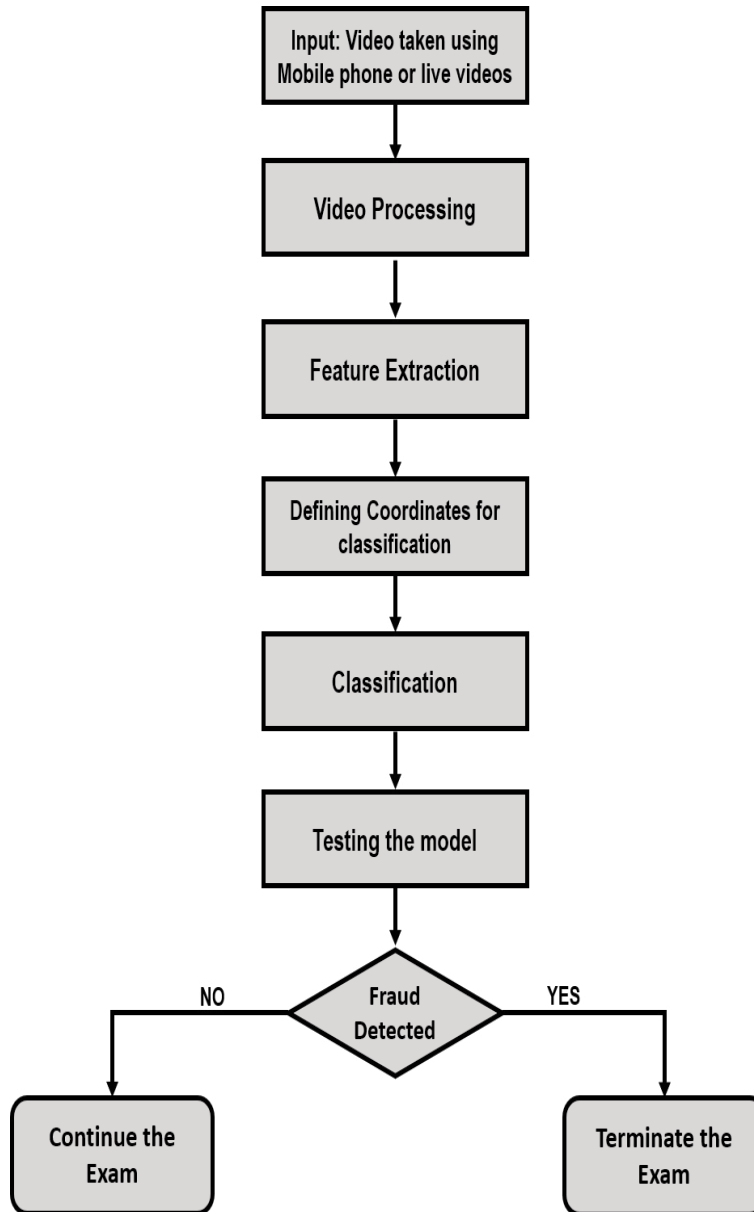 Input: Video taken using
Mobile phone or live videos
Video Processing
Feature Extraction
Defining Coordinates for
classification
Classification
Testing the model
Fraud
Detected
NO
YES
Continue the
Exam
Terminate the
Exam